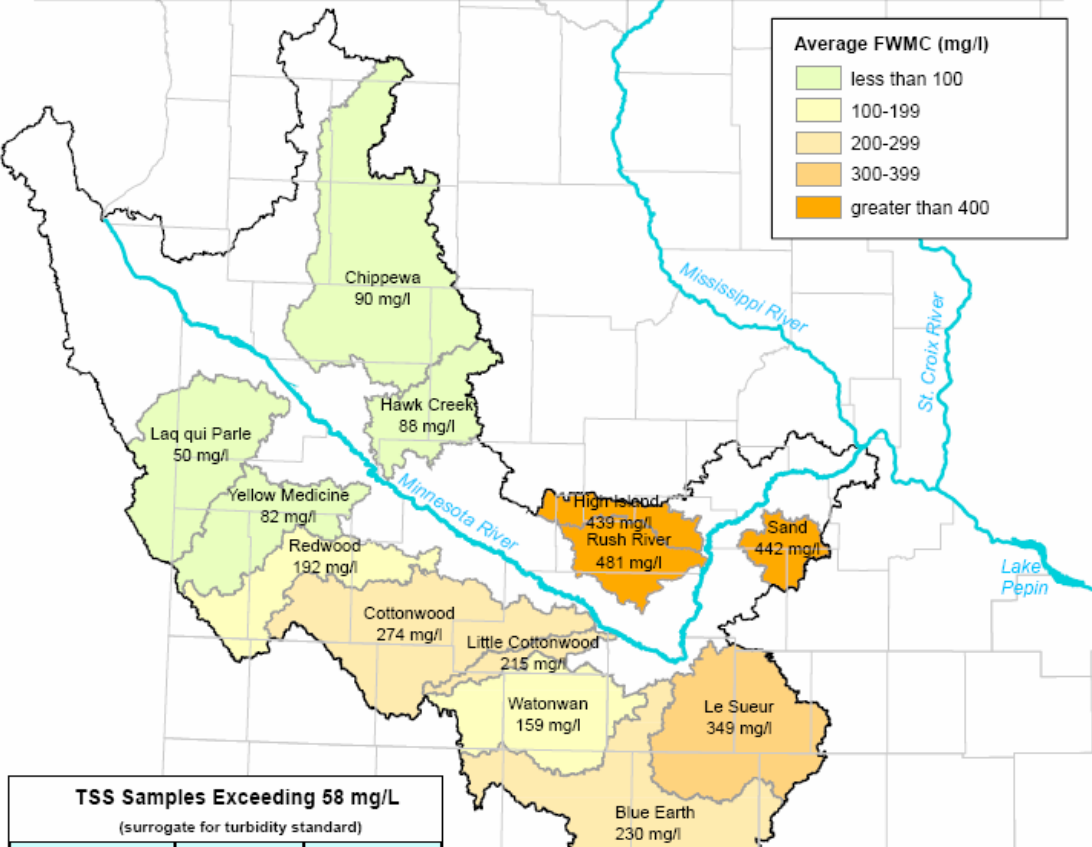 Average FWMC (mg/l)
less than 100
100-199
200-299
300-399
greater than 400
Chippewa
90 mg/l
Mississippi River
St. Croix River
Hawk Creek
88 mg/l
Laq qui Parle
50 mg/l
Yellow Medicine
82 mg/l
Minnesota River
High Island
439 mg/l
Rush River
481 mg/l
Sand
442 mg/l
Redwood
192 mg/l
Lake
Pepin
Cottonwood
274 mg/l
Little Cottonwood
215 mg/l
Watonwan
159 mg/l
Le Sueur
349 mg/l
Blue Earth
230 mg/l
TSS Samples Exceeding 58 mg/L
(surrogate for turbidity standard)